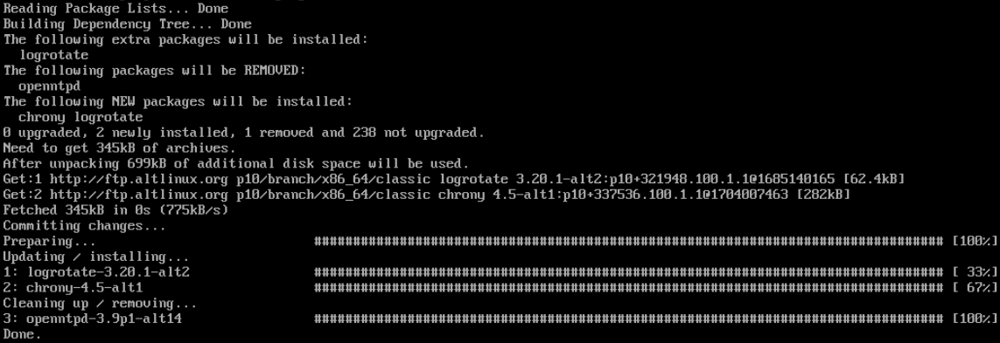 Reading Package Lists... Done
Building Dependency Tree... Done
The following extra packages will be installed:
  logrotate
The following packages will be REMOVED:
  openntpd
The following NEW packages will be installed:
  chrony logrotate
0 upgraded, 2 newly installed, 1 removed and 238 not upgraded.
Need to get 345kB of archives.
After unpacking 699kB of additional disk space will be used.
Get:1 http://ftp.altlinux.org p10/branch/x86_64/classic logrotate 3.20.1-alt2:p10+321948.100.1.1@1685140165 [62.4kB]
Get:2 http://ftp.altlinux.org p10/branch/x86_64/classic chrony 4.5-alt1:p10+337536.100.1.1@1704007463 [282kB]
Fetched 345kB in 0s (775kB/s)
Committing changes...
Preparing... ################################################################################ [100%]
Updating / installing...
1: logrotate-3.20.1-alt2 ################################################################################ [ 33%]
2: chrony-4.5-alt1 ################################################################################ [ 67%]
Cleaning up / removing...
3: openntpd-3.9p1-alt14 ################################################################################ [100%]
Done.